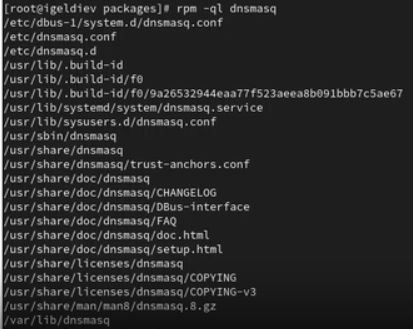 [root@igeldiev packages]# rpm -ql dnsmasq
/etc/dbus-1/system.d/dnsmasq.conf
/etc/dnsmasq.conf
/etc/dnsmasq.d
/usr/lib/.build-id
/usr/lib/.build-id/f0
/usr/lib/.build-id/f0/9a26532944eaa77f523aeea8b091bbb7c5ae67
/usr/lib/systemd/system/dnsmasq.service
/usr/lib/sysusers.d/dnsmasq.conf
/usr/sbin/dnsmasq
/usr/share/dnsmasq
/usr/share/dnsmasq/trust-anchors.conf
/usr/share/doc/dnsmasq
/usr/share/doc/dnsmasq/CHANGELOG
/usr/share/doc/dnsmasq/DBus-interface
/usr/share/doc/dnsmasq/FAQ
/usr/share/doc/dnsmasq/doc.html
/usr/share/doc/dnsmasq/setup.html
/usr/share/licenses/dnsmasq
/usr/share/licenses/dnsmasq/COPYING
/usr/share/licenses/dnsmasq/COPYING-v3
/usr/share/man/man8/dnsmasq.8.gz
/var/lib/dnsmasq